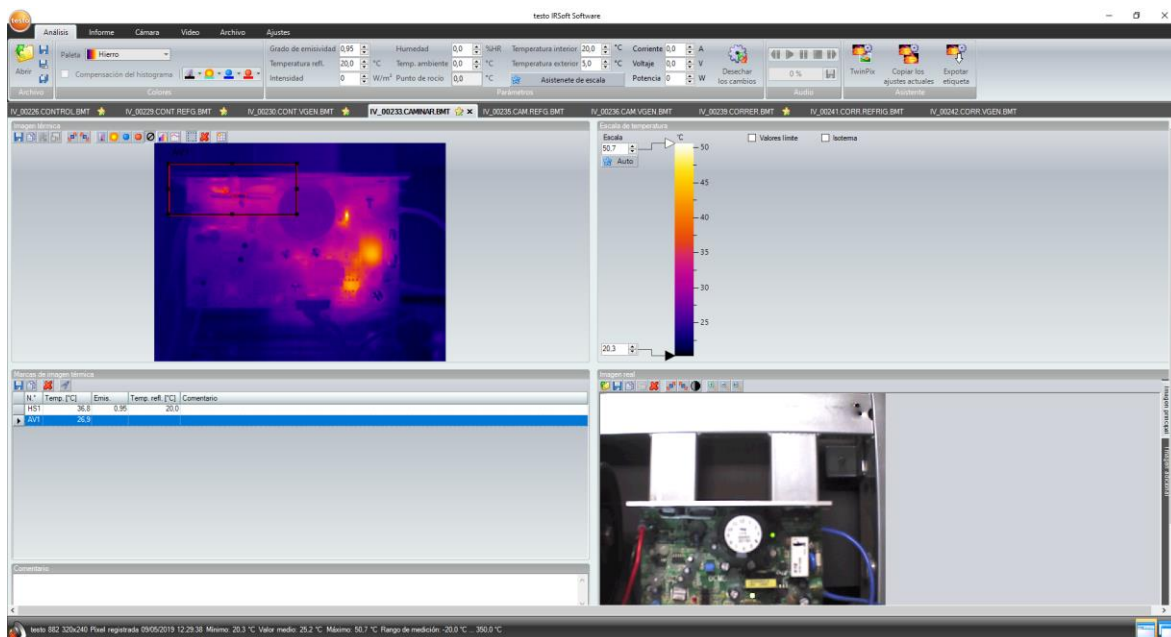 testo IRSoft Software
testo
Análisis Informe Cámara Video Archivo Ajustes
Abrir
Archivo
Paleta Hierro
Compensación del histograma
Colores
Grado de emisividad 0,95 Humedad 0,0 %HR Temperatura interior 20,0 °C Corriente 0,0 A
Temperatura refl. 20,0 °C Temp. ambiente 0,0 °C Temperatura exterior 5,0 °C Voltaje 0,0 V
Intensidad 0 W/m² Punto de rocio 0,0 °C Asistenete de escala Potencia 0 W
Parámetros
Desechar los cambios
0 %
Audio
TwinPix
Copiar los ajustes actuales
Expotar etiqueta
Asistente
IV_00226.CONTROL.BMT IV_00229.CONT REFG.BMT IV_00230.CONT VGEN.BMT IV_00233.CAMINAR.BMT IV_00235.CAM REFG.BMT IV_00236.CAM.VGEN.BMT IV_00239.CORRER.BMT IV_00241.CORR.REFRIG.BMT IV_00242.CORR.VGEN.BMT
Imagen térmica
Escala de temperatura
Escala
50,7
Auto
°C
50
45
40
35
30
25
20,3
Valores límite Isoterma
Marcas de imagen térmica
N.° Temp. [°C] Emis. Temp. refl. [°C] Comentario
HS1 36,8 0,95 20,0
AV1 26,9
Imagen real
Imagen principal
Imagen adicional
Comentario
testo 882 320x240 Pixel registrada 09/05/2019 12:29:38 Mínimo: 20,3 °C Valor medio: 25,2 °C Máximo: 50,7 °C Rango de medición: -20,0 °C ... 350,0 °C